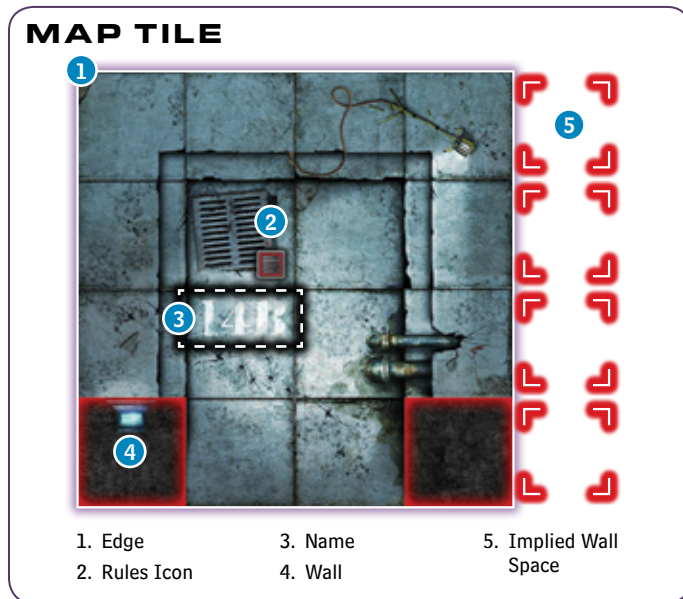 MAP TILE
1
5
2
3
14B
4
1. Edge
2. Rules Icon
3. Name
4. Wall
5. Implied Wall
Space